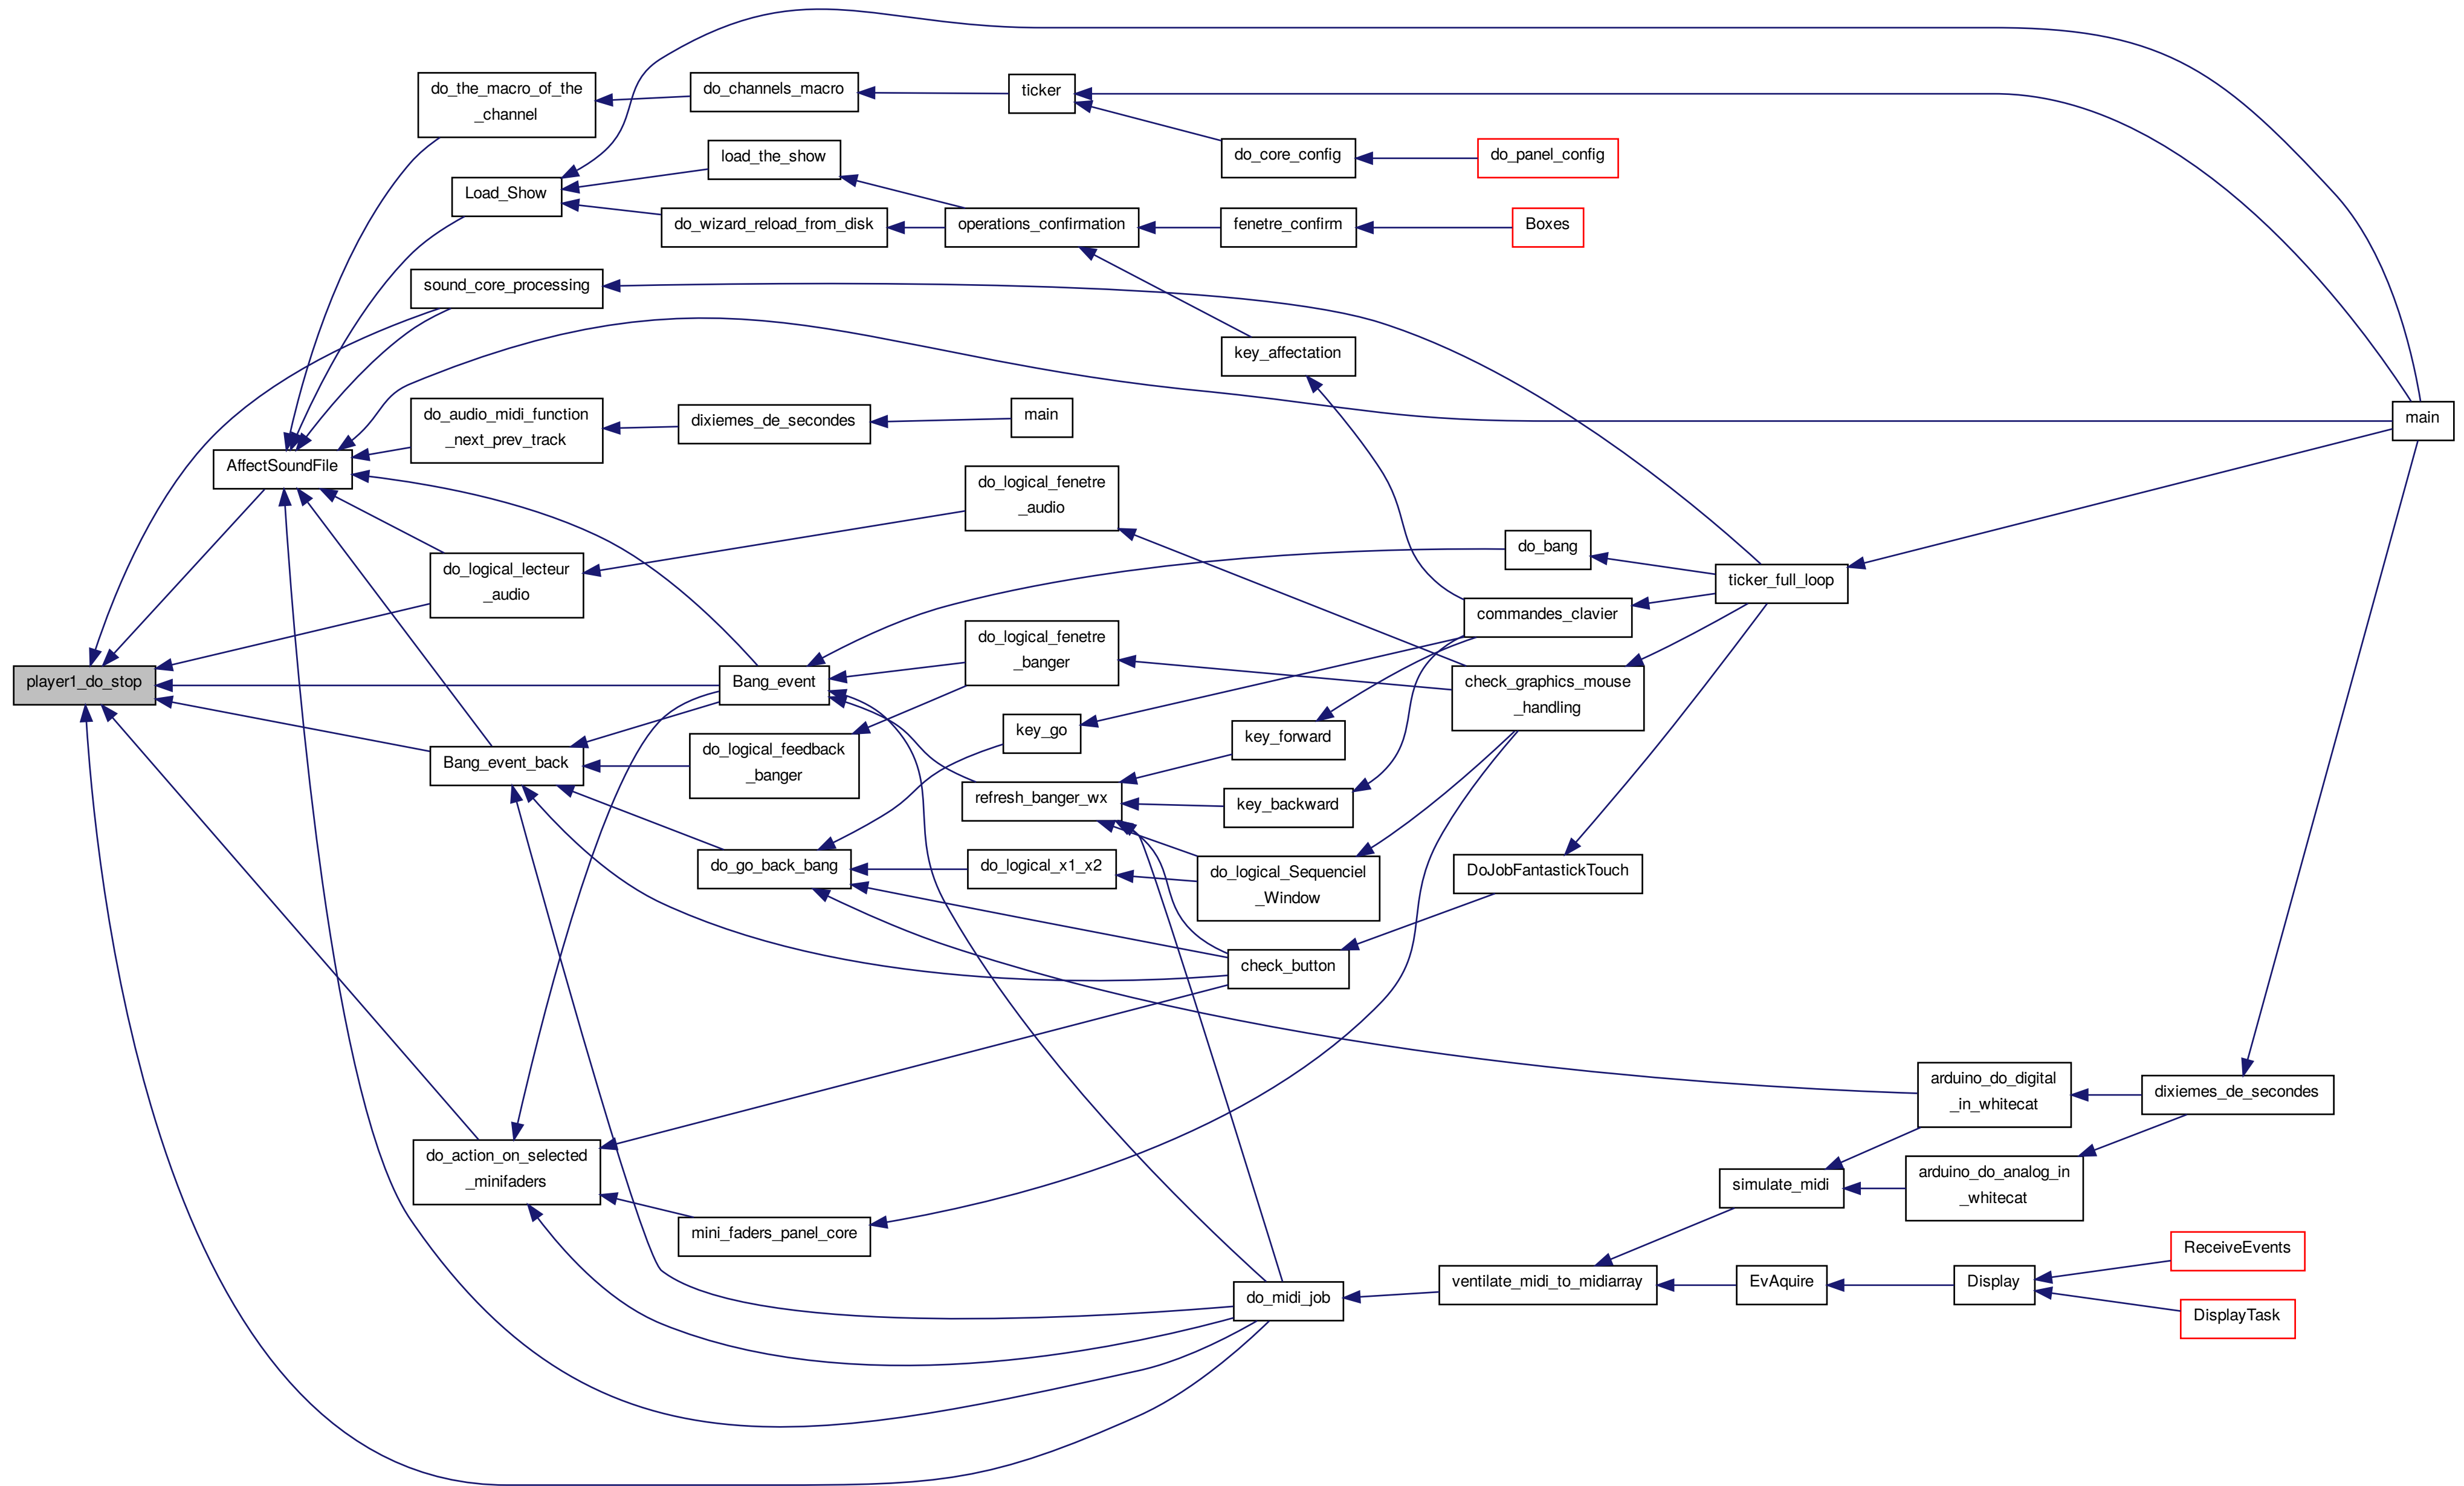 do_the_macro_of_the
_channel
do_channels_macro
ticker
do_core_config
do_panel_config
load_the_show
Load_Show
do_wizard_reload_from_disk
operations_confirmation
fenetre_confirm
Boxes
sound_core_processing
key_affectation
do_audio_midi_function
_next_prev_track
dixiemes_de_secondes
main
main
AffectSoundFile
do_logical_fenetre
_audio
do_logical_lecteur
_audio
do_bang
ticker_full_loop
commandes_clavier
do_logical_fenetre
_banger
player1_do_stop
Bang_event
check_graphics_mouse
_handling
key_go
key_forward
Bang_event_back
do_logical_feedback
_banger
refresh_banger_wx
key_backward
do_go_back_bang
do_logical_x1_x2
do_logical_Sequenciel
_Window
DoJobFantastickTouch
check_button
arduino_do_digital
_in_whitecat
dixiemes_de_secondes
do_action_on_selected
_minifaders
simulate_midi
arduino_do_analog_in
_whitecat
mini_faders_panel_core
ReceiveEvents
do_midi_job
ventilate_midi_to_midiarray
EvAquire
Display
DisplayTask